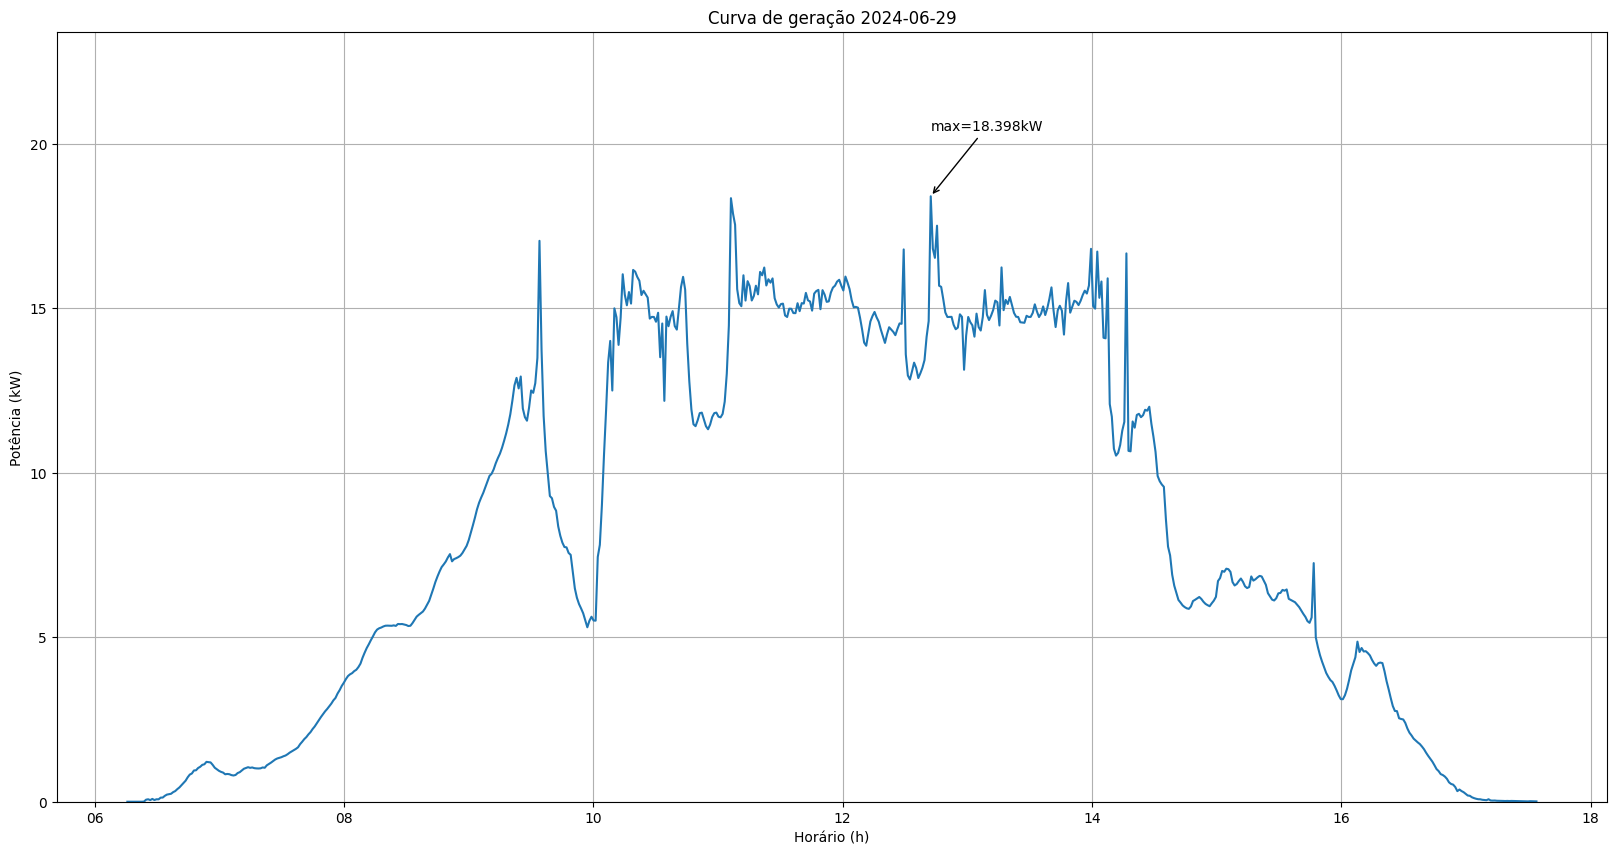 Curva de geração 2024-06-29
max=18.398kW
20
15
10
5
0
Potência (kW)
06 08 10 12 14 16 18
Horário (h)